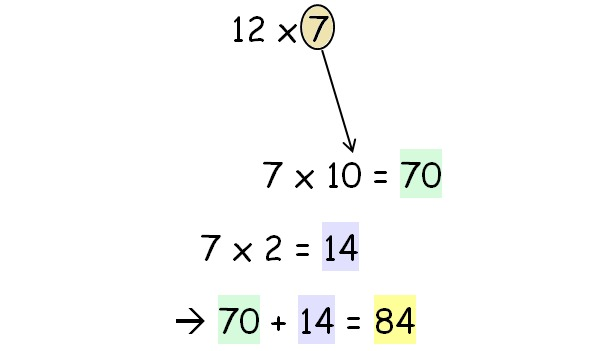 12 x 7
7 x 10 = 70
7 x 2 = 14
→ 70 + 14 = 84